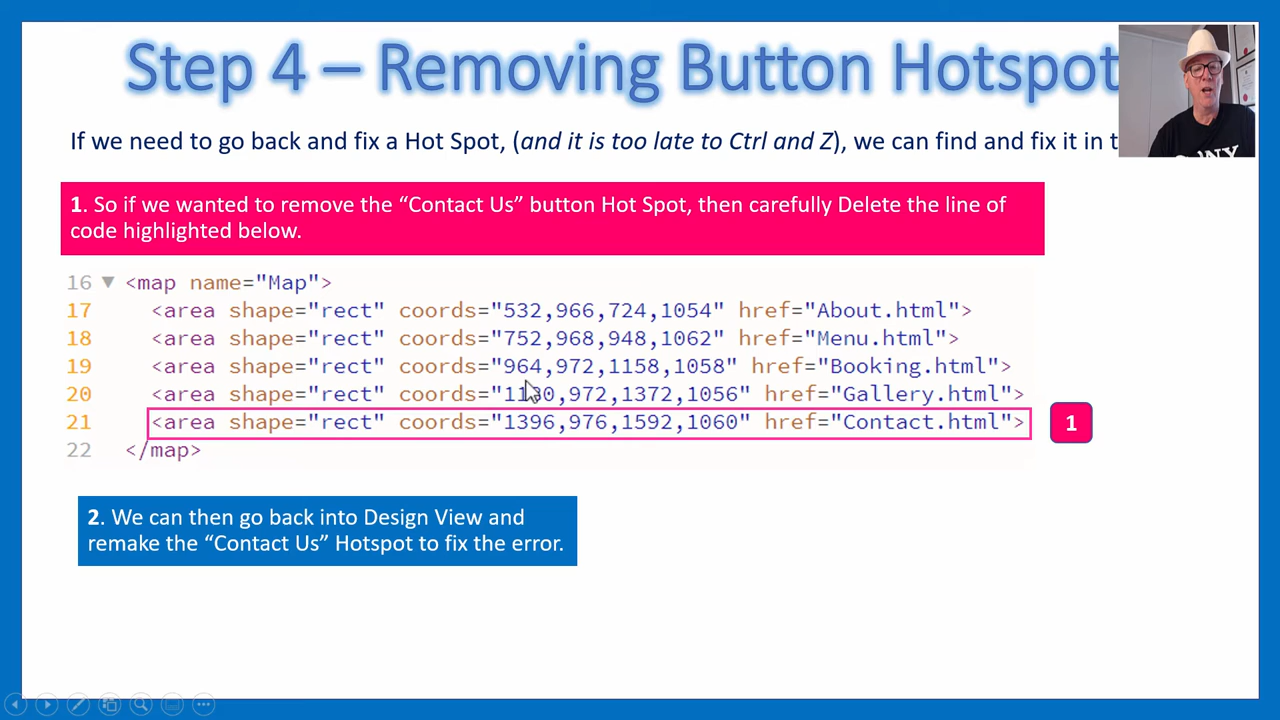 Step 4 – Removing Button Hotspot
If we need to go back and fix a Hot Spot, (and it is too late to Ctrl and Z), we can find and fix it in t
1. So if we wanted to remove the “Contact Us” button Hot Spot, then carefully Delete the line of
code highlighted below.
16 ▼ <map name="Map">
17 <area shape="rect" coords="532,966,724,1054" href="About.html">
18 <area shape="rect" coords="752,968,948,1062" href="Menu.html">
19 <area shape="rect" coords="964,972,1158,1058" href="Booking.html">
20 <area shape="rect" coords="1180,972,1372,1056" href="Gallery.html">
21 <area shape="rect" coords="1396,976,1592,1060" href="Contact.html">
1
22 </map>
2. We can then go back into Design View and
remake the “Contact Us” Hotspot to fix the error.